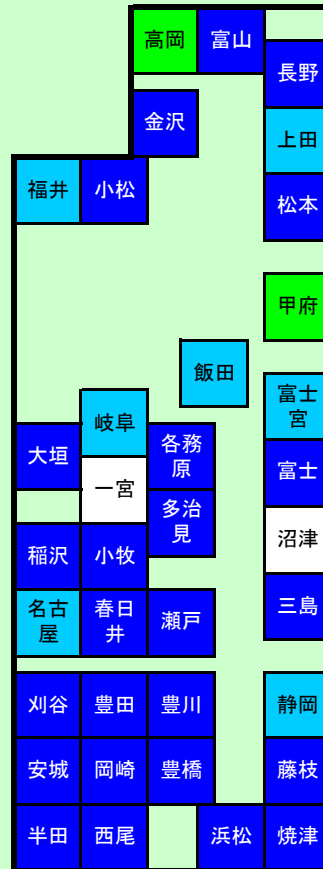 高岡
富山
長野
金沢
上田
福井
小松
松本
甲府
飯田
岐阜
富士
宮
大垣
各務
原
富士
一宮
多治
見
沼津
稲沢
小牧
三島
名古
屋
春日
井
瀬戸
刈谷
豊田
豊川
静岡
安城
岡崎
豊橋
藤枝
半田
西尾
浜松
焼津